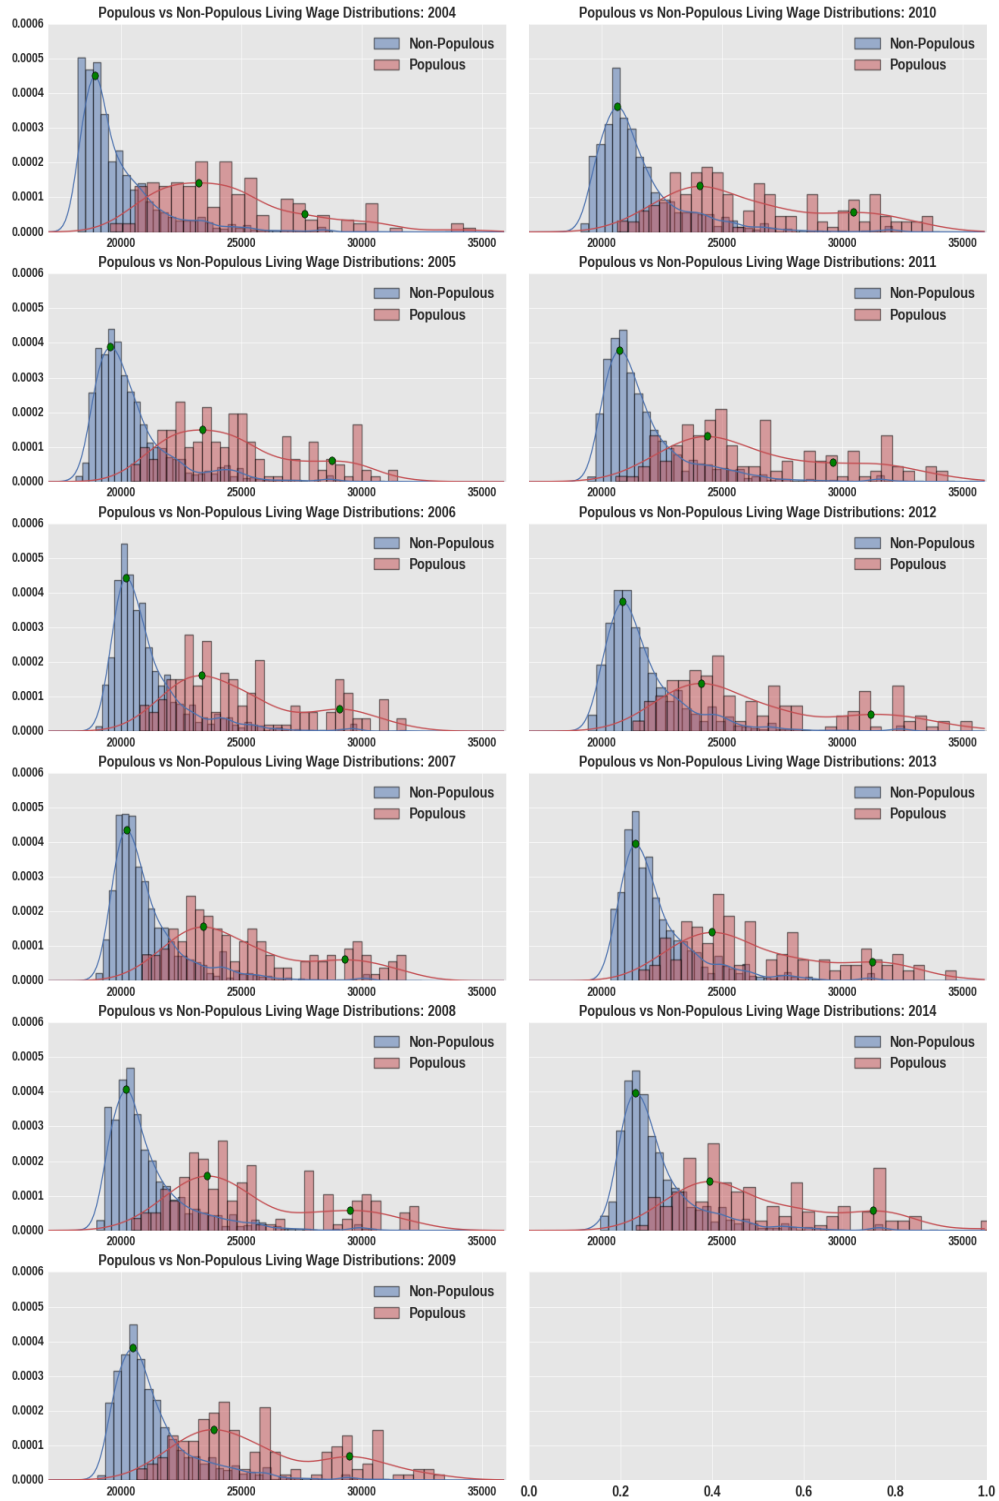 Populous vs Non-Populous Living Wage Distributions: 2004
0.0006
0.0005
0.0004
0.0003
0.0002
0.0001
0.0000
Non-Populous
Populous
20000 25000 30000 35000
Populous vs Non-Populous Living Wage Distributions: 2010
Non-Populous
Populous
20000 25000 30000 35000
Populous vs Non-Populous Living Wage Distributions: 2005
0.0006
0.0005
0.0004
0.0003
0.0002
0.0001
0.0000
Non-Populous
Populous
20000 25000 30000 35000
Populous vs Non-Populous Living Wage Distributions: 2011
Non-Populous
Populous
20000 25000 30000 35000
Populous vs Non-Populous Living Wage Distributions: 2006
0.0006
0.0005
0.0004
0.0003
0.0002
0.0001
0.0000
Non-Populous
Populous
20000 25000 30000 35000
Populous vs Non-Populous Living Wage Distributions: 2012
Non-Populous
Populous
20000 25000 30000 35000
Populous vs Non-Populous Living Wage Distributions: 2007
0.0006
0.0005
0.0004
0.0003
0.0002
0.0001
0.0000
Non-Populous
Populous
20000 25000 30000 35000
Populous vs Non-Populous Living Wage Distributions: 2013
Non-Populous
Populous
20000 25000 30000 35000
Populous vs Non-Populous Living Wage Distributions: 2008
0.0006
0.0005
0.0004
0.0003
0.0002
0.0001
0.0000
Non-Populous
Populous
20000 25000 30000 35000
Populous vs Non-Populous Living Wage Distributions: 2014
Non-Populous
Populous
20000 25000 30000 35000
Populous vs Non-Populous Living Wage Distributions: 2009
0.0006
0.0005
0.0004
0.0003
0.0002
0.0001
0.0000
Non-Populous
Populous
20000 25000 30000 35000
0.0 0.2 0.4 0.6 0.8 1.0